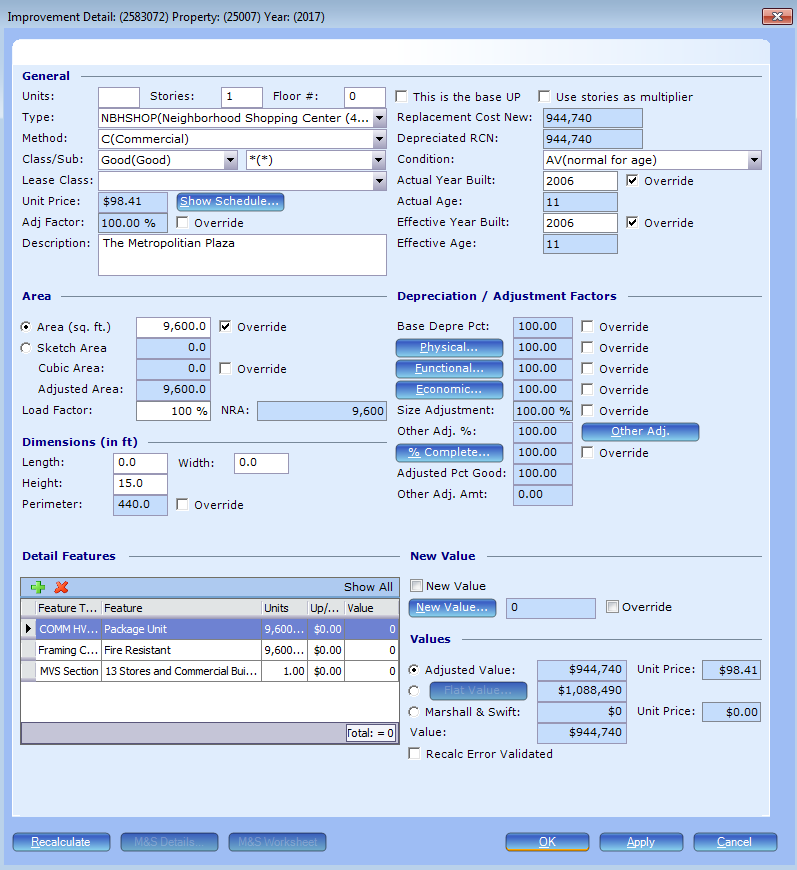 Improvement Detail: (2583072) Property: (25007) Year: (2017)
General
Units: Stories: 1 Floor #: 0 This is the base UP Use stories as multiplier
Type: NBHSHOP(Neighborhood Shopping Center (4... Replacement Cost New: 944,740
Method: C(Commercial) Depreciated RCN: 944,740
Class/Sub: Good(Good) *(*) Condition: AV(normal for age)
Lease Class: Actual Year Built: 2006 Override
Unit Price: $98.41 Show Schedule... Actual Age: 11
Adj Factor: 100.00 % Override Effective Year Built: 2006 Override
Description: The Metropolitian Plaza Effective Age: 11
Area
Area (sq. ft.) 9,600.0 Override
Sketch Area 0.0
Cubic Area: 0.0 Override
Adjusted Area: 9,600.0
Load Factor: 100 % NRA: 9,600
Dimensions (in ft)
Length: 0.0 Width: 0.0
Height: 15.0
Perimeter: 440.0 Override
Depreciation / Adjustment Factors
Base Depre Pct: 100.00 Override
Physical... 100.00 Override
Functional... 100.00 Override
Economic... 100.00 Override
Size Adjustment: 100.00 % Override
Other Adj. %: 100.00 Other Adj.
% Complete... 100.00 Override
Adjusted Pct Good: 100.00
Other Adj. Amt: 0.00
Detail Features
Show All
Feature T... Feature Units Up/... Value
COMM HV... Package Unit 9,600... $0.00 0
Framing C... Fire Resistant 9,600... $0.00 0
MVS Section 13 Stores and Commercial Bui... 1.00 $0.00 0
Total: = 0
New Value
New Value
New Value... 0 Override
Values
Adjusted Value: $944,740 Unit Price: $98.41
Flat Value... $1,088,490
Marshall & Swift: $0 Unit Price: $0.00
Value: $944,740
Recalc Error Validated
Recalculate M&S Details... M&S Worksheet OK Apply Cancel